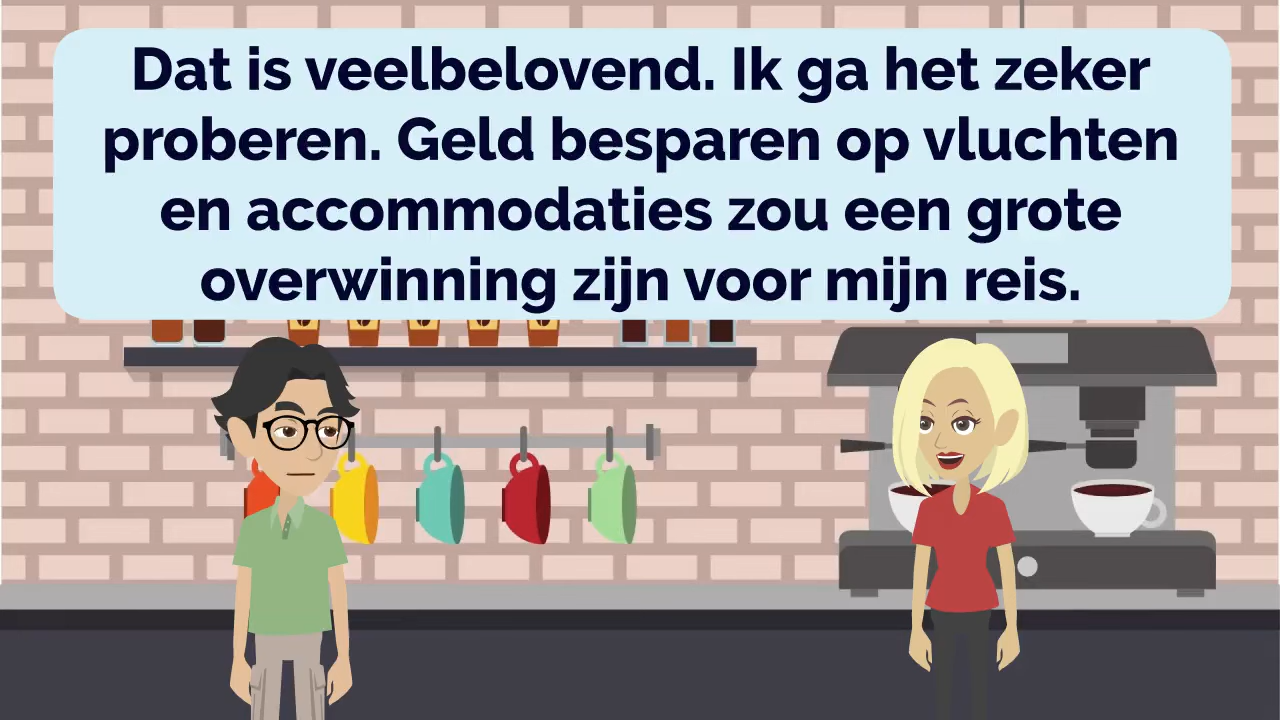 Dat is veelbelovend. Ik ga het zeker
proberen. Geld besparen op vluchten
en accommodaties zou een grote
overwinning zijn voor mijn reis.